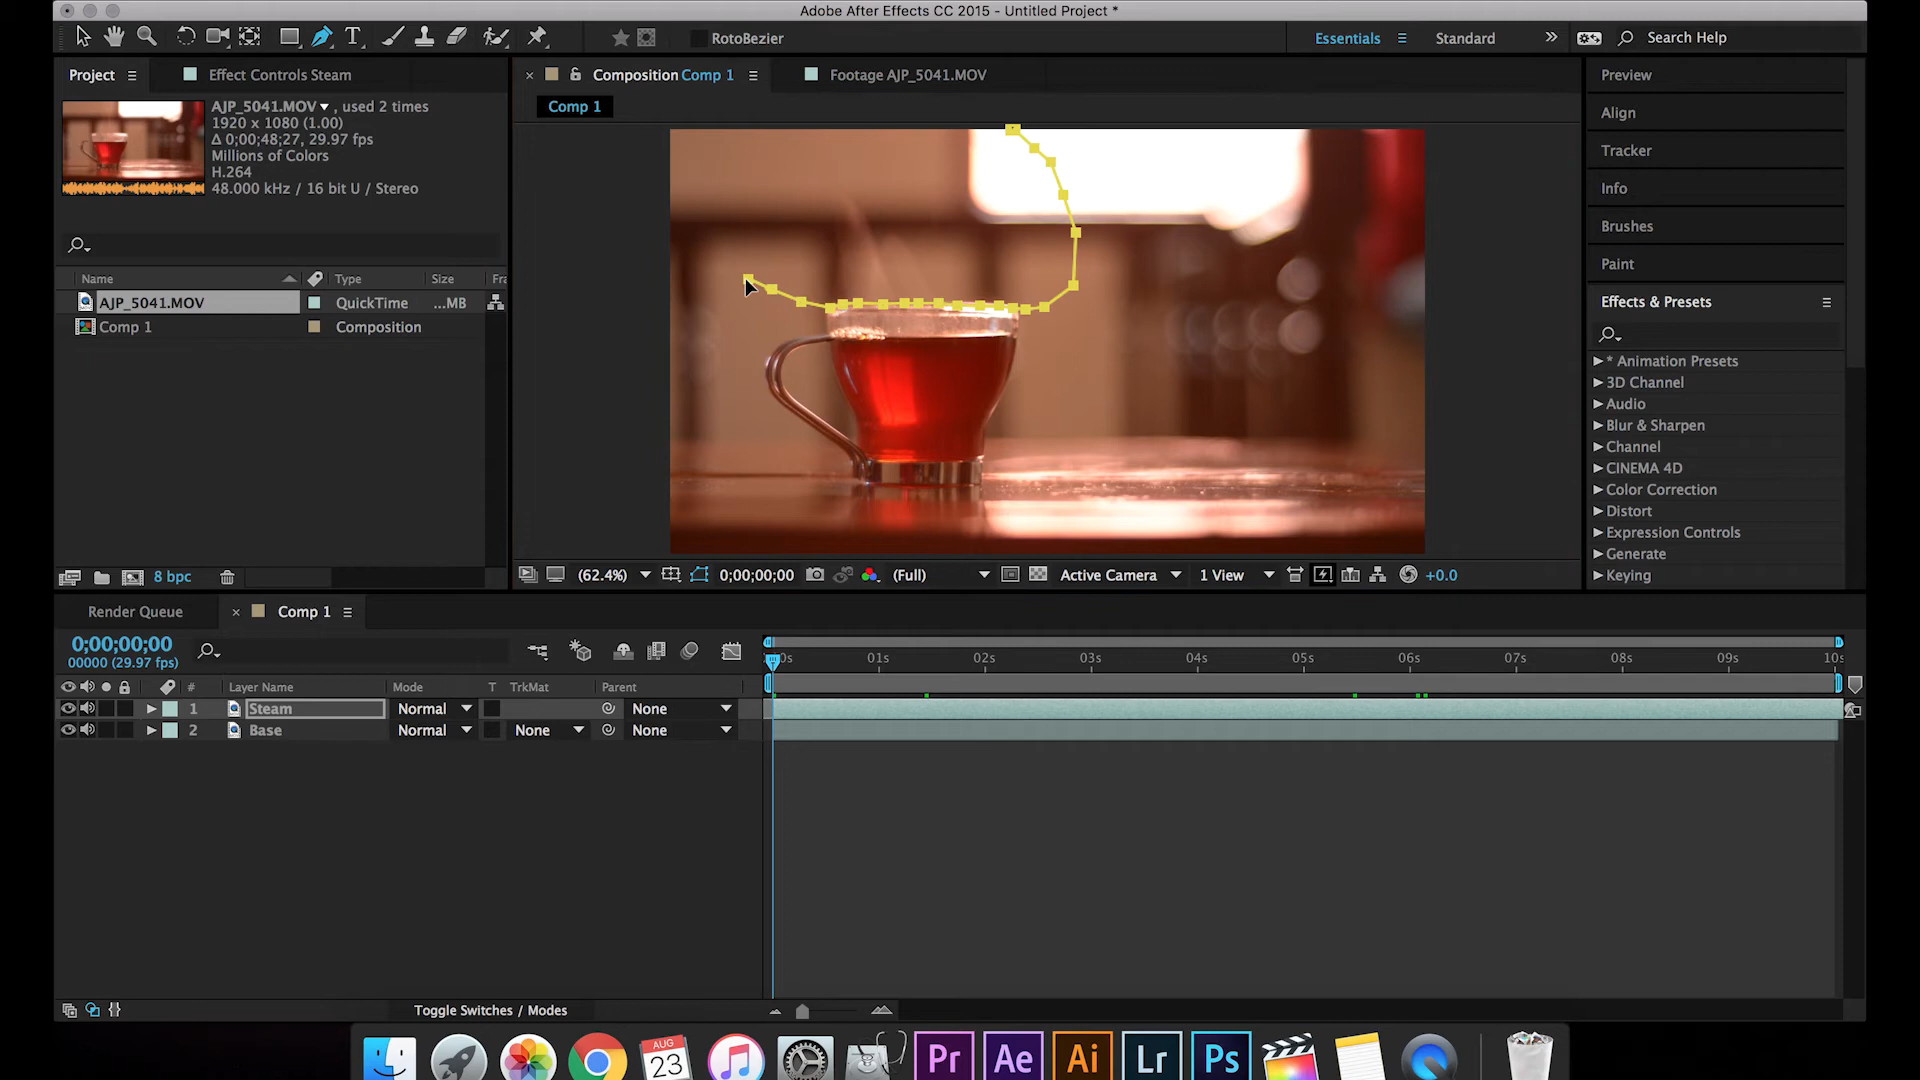 Adobe After Effects CC 2015 - Untitled Project *
RotoBezier
Essentials
Standard
Search Help
Project
Effect Controls Steam
Composition Comp 1
Footage AJP_5041.MOV
Preview
AJP_5041.MOV , used 2 times
1920 x 1080 (1.00)
Δ 0;00;48;27, 29.97 fps
Millions of Colors
H.264
48.000 kHz / 16 bit U / Stereo
Comp 1
Align
Tracker
Info
Brushes
Paint
Effects & Presets
* Animation Presets
3D Channel
Audio
Blur & Sharpen
Channel
CINEMA 4D
Color Correction
Distort
Expression Controls
Generate
Keying
Name
Type
Size
Fra
AJP_5041.MOV
QuickTime
...MB
Comp 1
Composition
8 bpc
(62.4%)
0;00;00;00
(Full)
Active Camera
1 View
+0.0
Render Queue
Comp 1
0;00;00;00
00000 (29.97 fps)
0s
01s
02s
03s
04s
05s
06s
07s
08s
09s
10s
#
Layer Name
Mode
T
TrkMat
Parent
1
Steam
Normal
None
2
Base
Normal
None
None
Toggle Switches / Modes
AUG
23
Pr
Ae
Ai
Lr
Ps